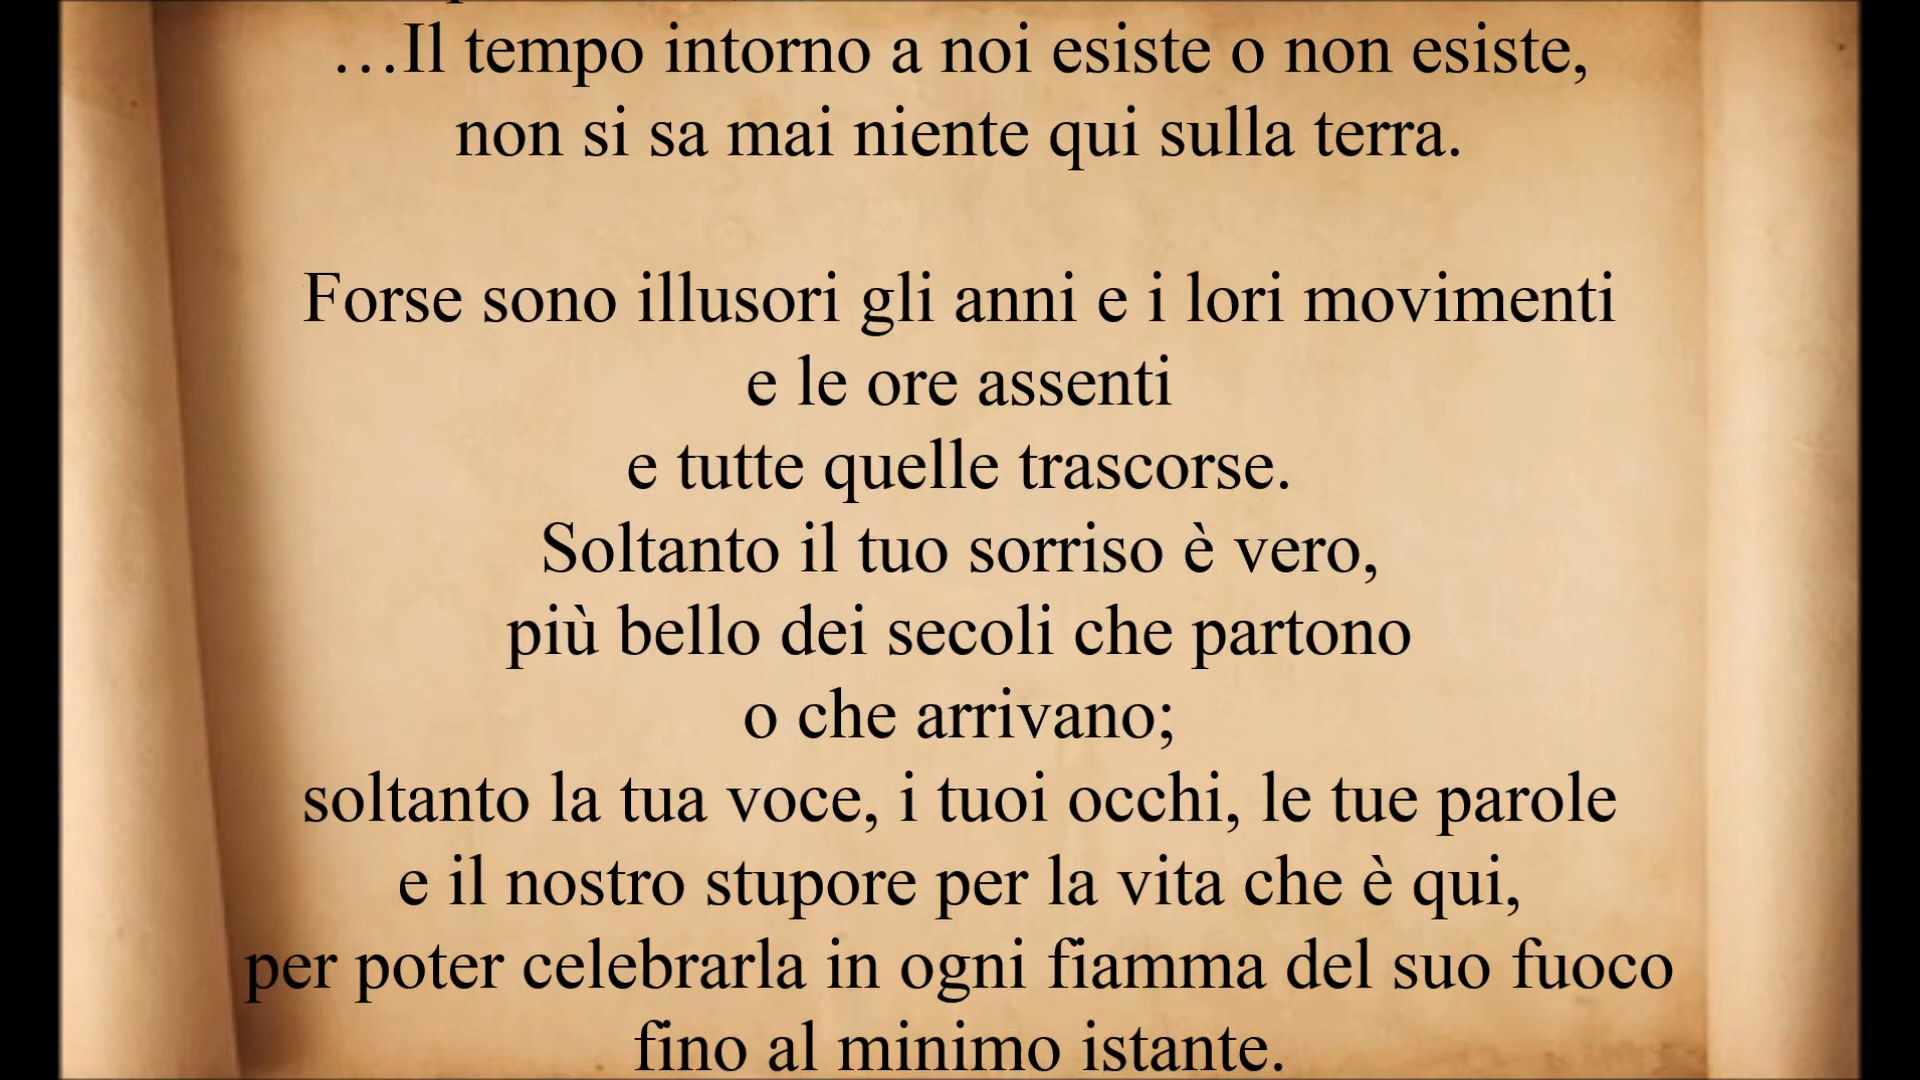 …Il tempo intorno a noi esiste o non esiste,
non si sa mai niente qui sulla terra.
Forse sono illusori gli anni e i lori movimenti
e le ore assenti
e tutte quelle trascorse.
Soltanto il tuo sorriso è vero,
più bello dei secoli che partono
o che arrivano;
soltanto la tua voce, i tuoi occhi, le tue parole
e il nostro stupore per la vita che è qui,
per poter celebrarla in ogni fiamma del suo fuoco
fino al minimo istante.